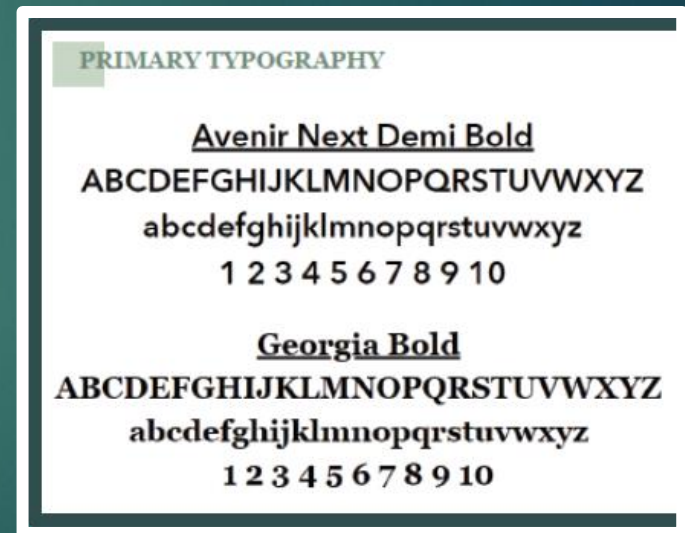 PRIMARY TYPOGRAPHY
Avenir Next Demi Bold
ABCDEFGHIJKLMNOPQRSTUVWXYZ
abcdefghijklmnopqrstuvwxyz
1 2 3 4 5 6 7 8 9 10
Georgia Bold
ABCDEFGHIJKLMNOPQRSTUVWXYZ
abcdefghijklmnopqrstuvwxyz
1 2 3 4 5 6 7 8 9 10